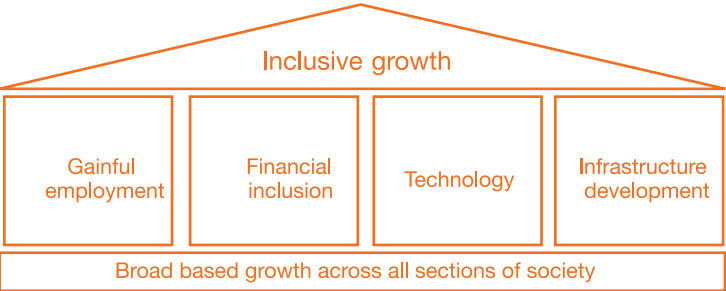 Inclusive growth
Gainful
employment
Financial
inclusion
Technology
Infrastructure
development
Broad based growth across all sections of society